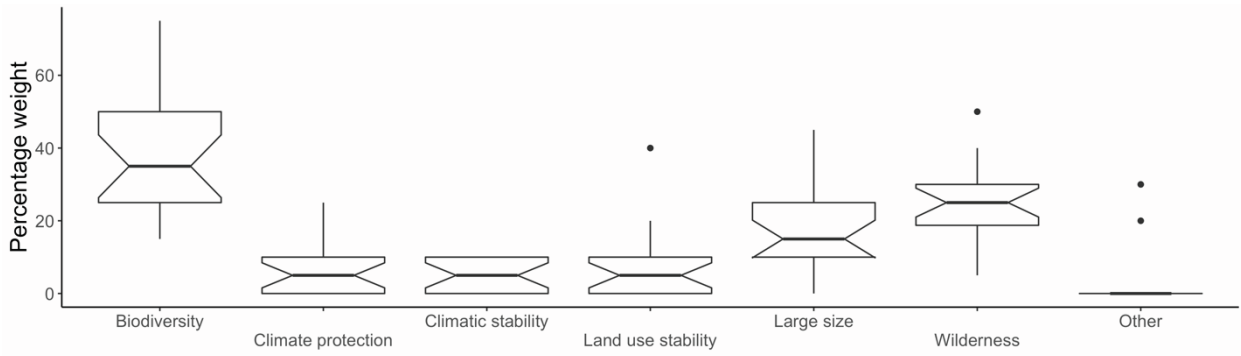 Percentage weight
60
40
20
0
Biodiversity
Climate protection
Climatic stability
Land use stability
Large size
Wilderness
Other